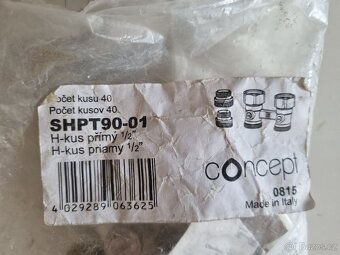 Počet kusů 40
Počet kusov 40
SHPT90-01
H-kus přímý 1/2"
H-kus priamy 1/2"
4 029289 063625
concept
0815
Made in Italy